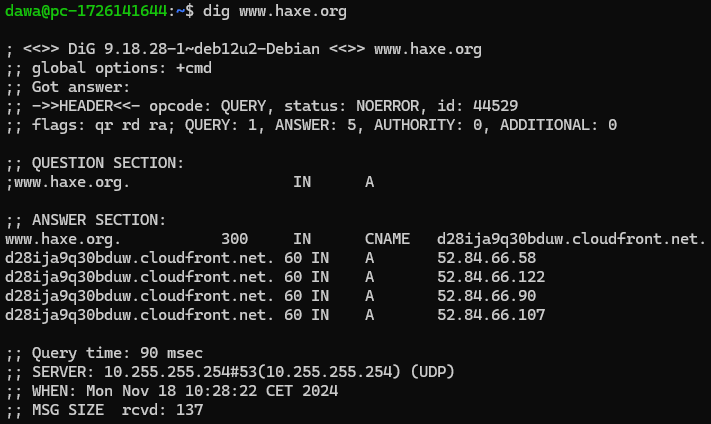 dawa@pc-1726141644:~$ dig www.haxe.org
; <<>> DiG 9.18.28-1~deb12u2-Debian <<>> www.haxe.org
;; global options: +cmd
;; Got answer:
;; ->>HEADER<<- opcode: QUERY, status: NOERROR, id: 44529
;; flags: qr rd ra; QUERY: 1, ANSWER: 5, AUTHORITY: 0, ADDITIONAL: 0
;; QUESTION SECTION:
;www.haxe.org. IN A
;; ANSWER SECTION:
www.haxe.org. 300 IN CNAME d28ija9q30bduw.cloudfront.net.
d28ija9q30bduw.cloudfront.net. 60 IN A 52.84.66.58
d28ija9q30bduw.cloudfront.net. 60 IN A 52.84.66.122
d28ija9q30bduw.cloudfront.net. 60 IN A 52.84.66.90
d28ija9q30bduw.cloudfront.net. 60 IN A 52.84.66.107
;; Query time: 90 msec
;; SERVER: 10.255.255.254#53(10.255.255.254) (UDP)
;; WHEN: Mon Nov 18 10:28:22 CET 2024
;; MSG SIZE rcvd: 137